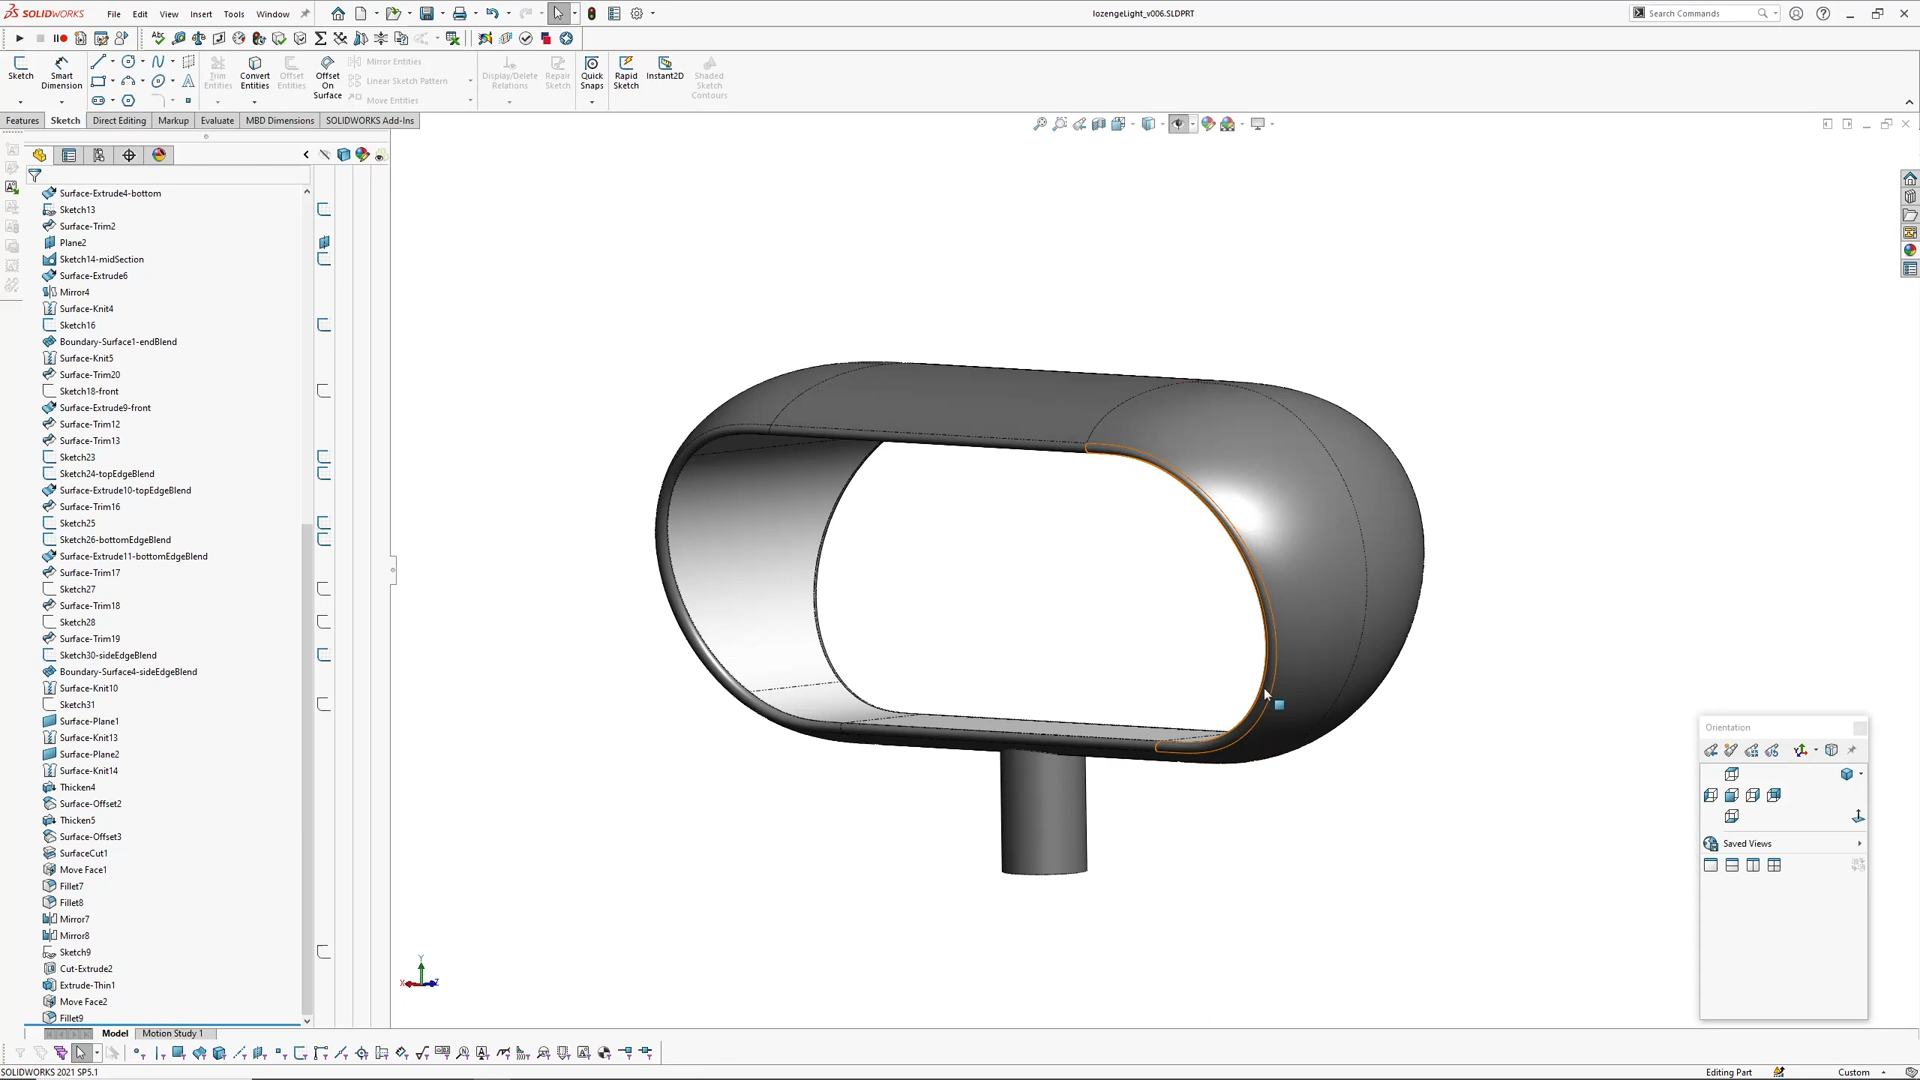 SOLIDWORKS
File Edit View Insert Tools Window
lozengeLight_v006.SLDPRT
Search Commands
Sketch
Smart Dimension
Trim Entities
Convert Entities
Offset Entities
Offset On Surface
Mirror Entities
Linear Sketch Pattern
Move Entities
Display/Delete Relations
Repair Sketch
Quick Snaps
Rapid Sketch
Instant2D
Shaded Sketch Contours
Features Sketch Direct Editing Markup Evaluate MBD Dimensions SOLIDWORKS Add-Ins
Surface-Extrude4-bottom
Sketch13
Surface-Trim2
Plane2
Sketch14-midSection
Surface-Extrude6
Mirror4
Surface-Knit4
Sketch16
Boundary-Surface1-endBlend
Surface-Knit5
Surface-Trim20
Sketch18-front
Surface-Extrude9-front
Surface-Trim12
Surface-Trim13
Sketch23
Sketch24-topEdgeBlend
Surface-Extrude10-topEdgeBlend
Surface-Trim16
Sketch25
Sketch26-bottomEdgeBlend
Surface-Extrude11-bottomEdgeBlend
Surface-Trim17
Sketch27
Surface-Trim18
Sketch28
Surface-Trim19
Sketch30-sideEdgeBlend
Boundary-Surface4-sideEdgeBlend
Surface-Knit10
Sketch31
Surface-Plane1
Surface-Knit13
Surface-Plane2
Surface-Knit14
Thicken4
Surface-Offset2
Thicken5
Surface-Offset3
SurfaceCut1
Move Face1
Fillet7
Fillet8
Mirror7
Mirror8
Sketch9
Cut-Extrude2
Extrude-Thin1
Move Face2
Fillet9
Y
X
Z
Orientation
Saved Views
Model Motion Study 1
SOLIDWORKS 2021 SP5.1
Editing Part
Custom